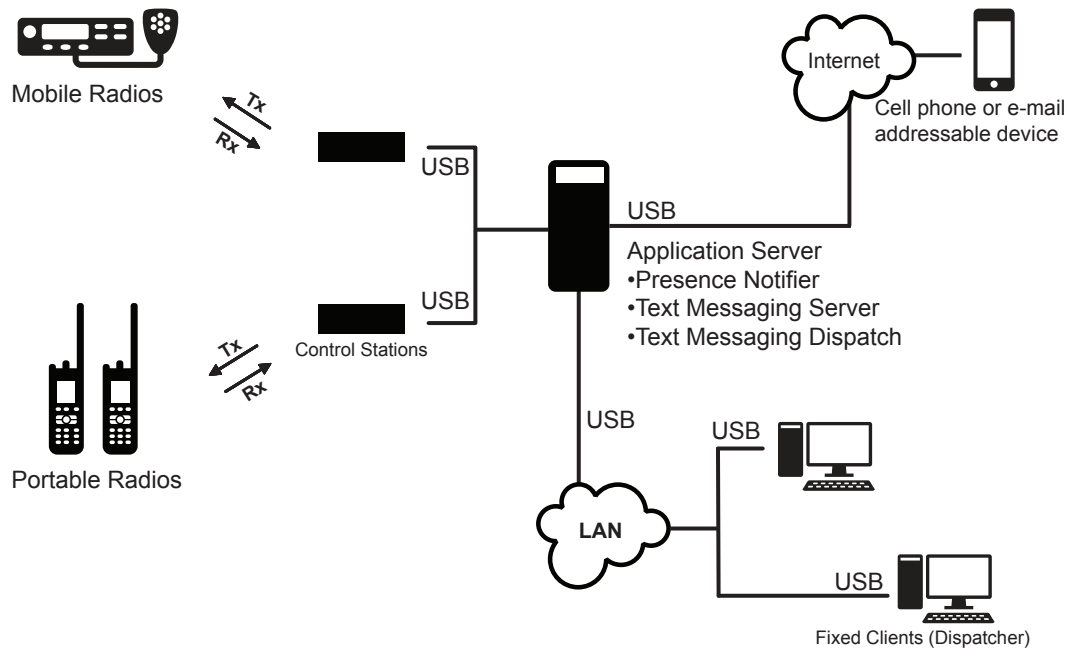 Mobile Radios
Tx
Rx
USB
USB
Tx
Rx
Control Stations
Portable Radios
Internet
Cell phone or e-mail
addressable device
USB
Application Server
•Presence Notifier
•Text Messaging Server
•Text Messaging Dispatch
USB
LAN
USB
USB
Fixed Clients (Dispatcher)